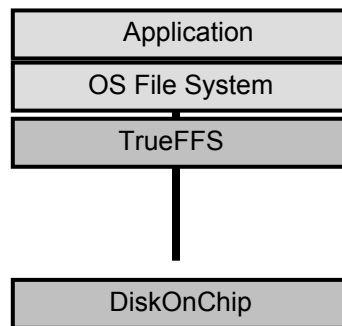 Application
OS File System
TrueFFS
DiskOnChip